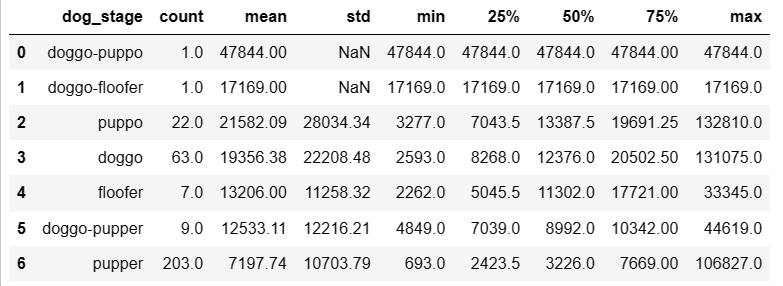 dog_stage count mean std min 25% 50% 75% max
0 doggo-puppo 1.0 47844.00 NaN 47844.0 47844.0 47844.0 47844.00 47844.0
1 doggo-floofer 1.0 17169.00 NaN 17169.0 17169.0 17169.0 17169.00 17169.0
2 puppo 22.0 21582.09 28034.34 3277.0 7043.5 13387.5 19691.25 132810.0
3 doggo 63.0 19356.38 22208.48 2593.0 8268.0 12376.0 20502.50 131075.0
4 floofer 7.0 13206.00 11258.32 2262.0 5045.5 11302.0 17721.00 33345.0
5 doggo-pupper 9.0 12533.11 12216.21 4849.0 7039.0 8992.0 10342.00 44619.0
6 pupper 203.0 7197.74 10703.79 693.0 2423.5 3226.0 7669.00 106827.0